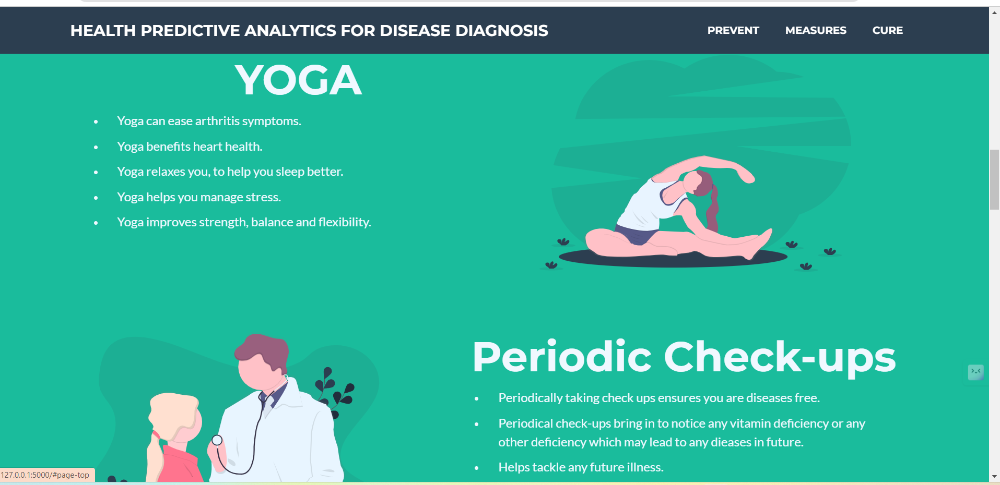 HEALTH PREDICTIVE ANALYTICS FOR DISEASE DIAGNOSIS
PREVENT MEASURES CURE
YOGA
• Yoga can ease arthritis symptoms.
• Yoga benefits heart health.
• Yoga relaxes you, to help you sleep better.
• Yoga helps you manage stress.
• Yoga improves strength, balance and flexibility.
Periodic Check-ups
• Periodically taking check ups ensures you are diseases free.
• Periodical check-ups bring in to notice any vitamin deficiency or any
other deficiency which may lead to any dieases in future.
• Helps tackle any future illness.
127.0.0.1:5000/#page-top